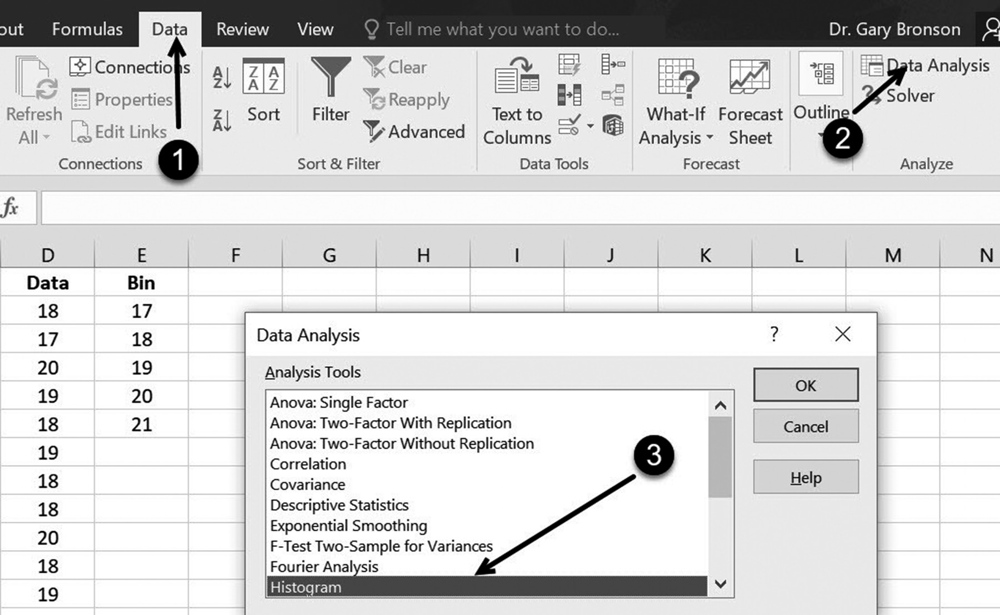 out Formulas Data Review View Tell me what you want to do... Dr. Gary Bronson
Refresh All
Connections
Properties
Edit Links
Connections
1
A Z
Z A
Z A A Z
Sort
Filter
Clear
Reapply
Advanced
Sort & Filter
Text to Columns
Data Tools
What-If Analysis
Forecast Sheet
Forecast
Outline
2
Data Analysis
Solver
Analyze
fx
D E F G H I J K L M N
Data Bin
18 17
17 18
20 19
19 20
18 21
19
18
18
20
18
19
Data Analysis ?
Analysis Tools
Anova: Single Factor
Anova: Two-Factor With Replication
Anova: Two-Factor Without Replication
Correlation
Covariance
Descriptive Statistics
Exponential Smoothing
F-Test Two-Sample for Variances
Fourier Analysis
Histogram
3
OK
Cancel
Help